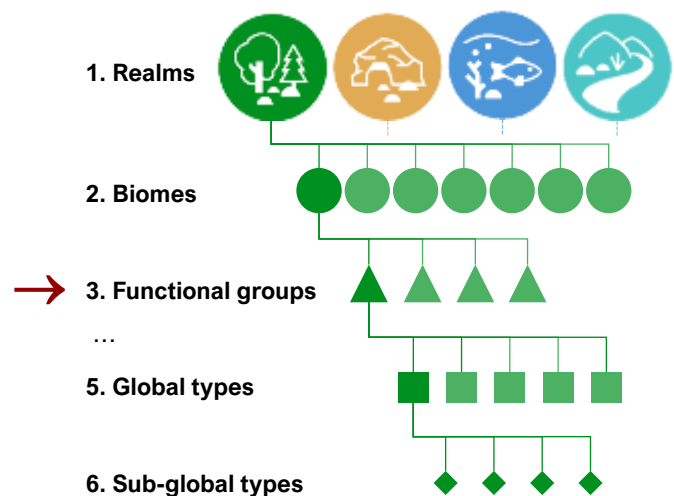 1. Realms
2. Biomes
3. Functional groups
...
5. Global types
6. Sub-global types